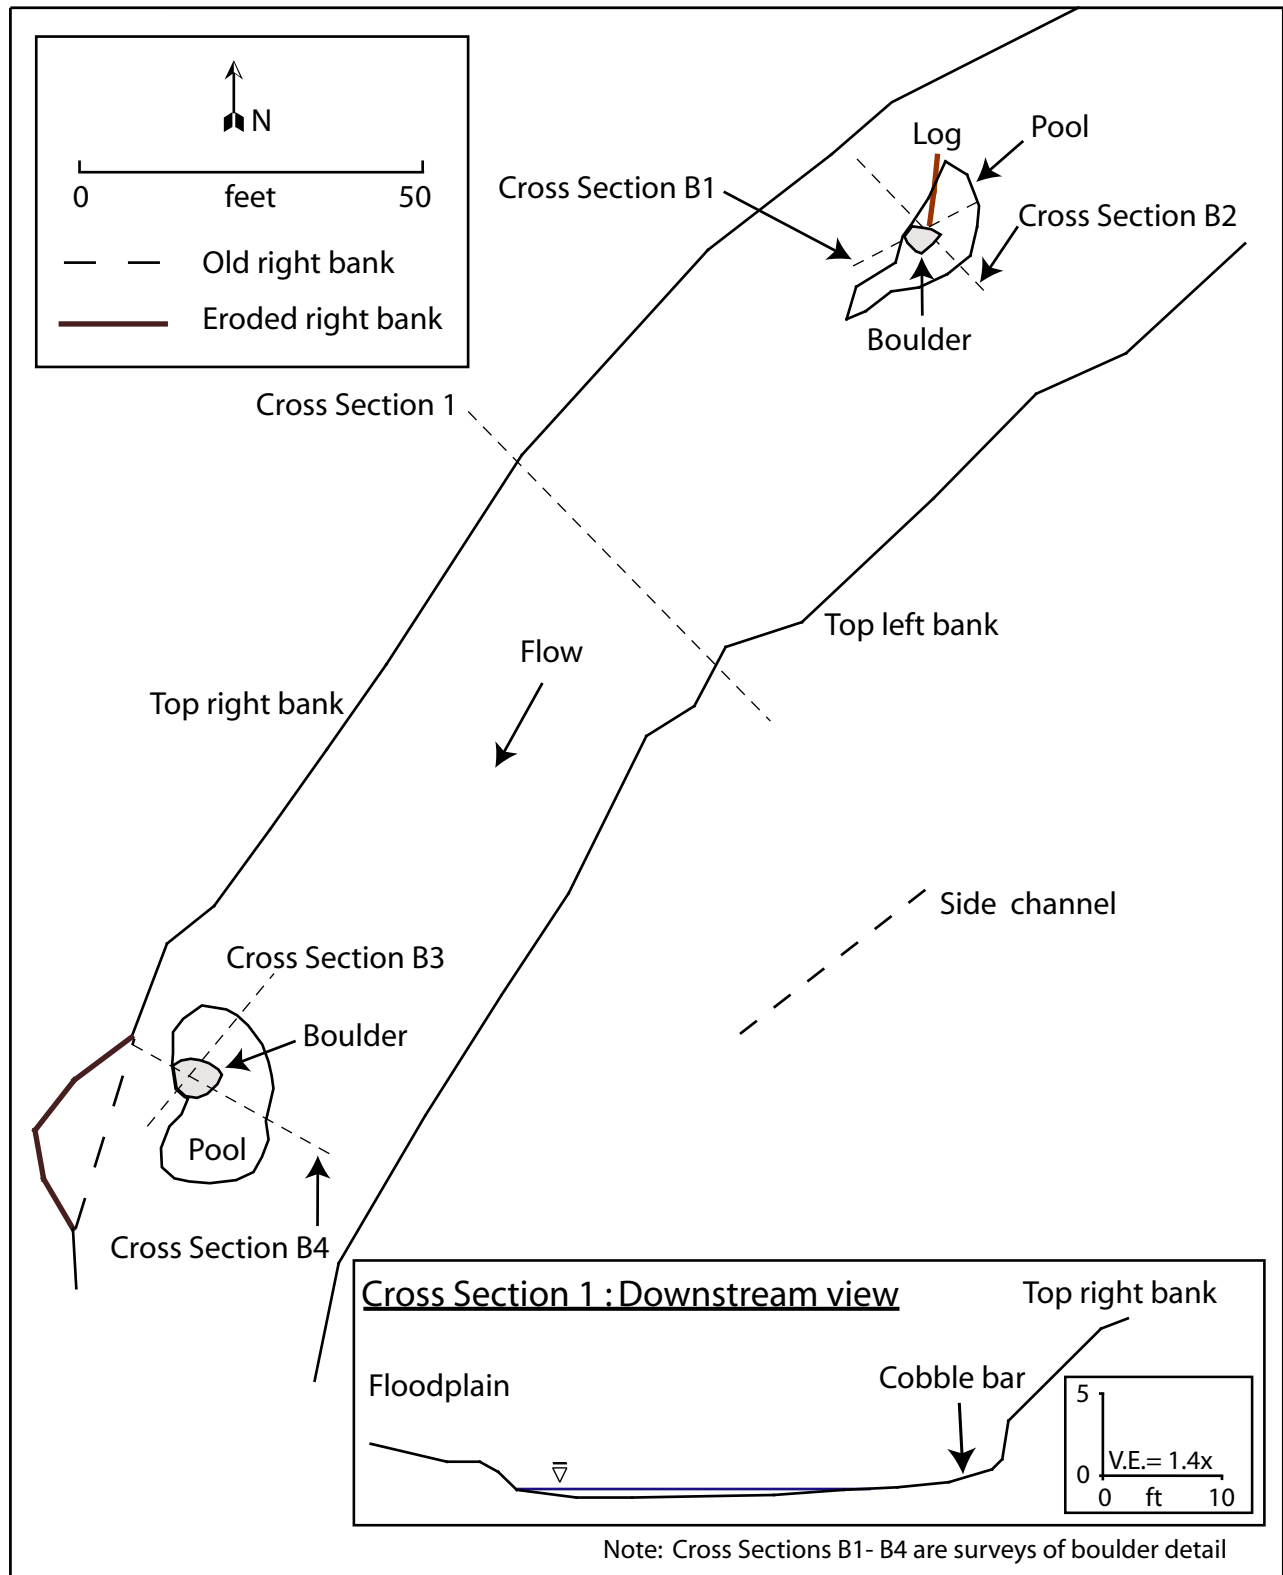 N
0 feet 50
Old right bank
Eroded right bank
Log
Pool
Cross Section B1
Cross Section B2
Boulder
Cross Section 1
Top left bank
Flow
Top right bank
Side channel
Cross Section B3
Boulder
Pool
Cross Section B4
Cross Section 1 : Downstream view
Top right bank
Floodplain
Cobble bar
5
0
V.E.= 1.4x
0 ft 10
Note: Cross Sections B1- B4 are surveys of boulder detail